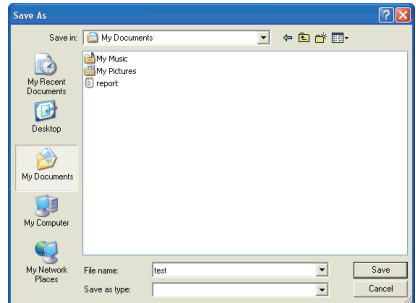 Save As
Save in: My Documents
My Recent
Documents
Desktop
My Documents
My Computer
My Network
Places
My Music
My Pictures
report
File name: test Save
Save as type: Cancel